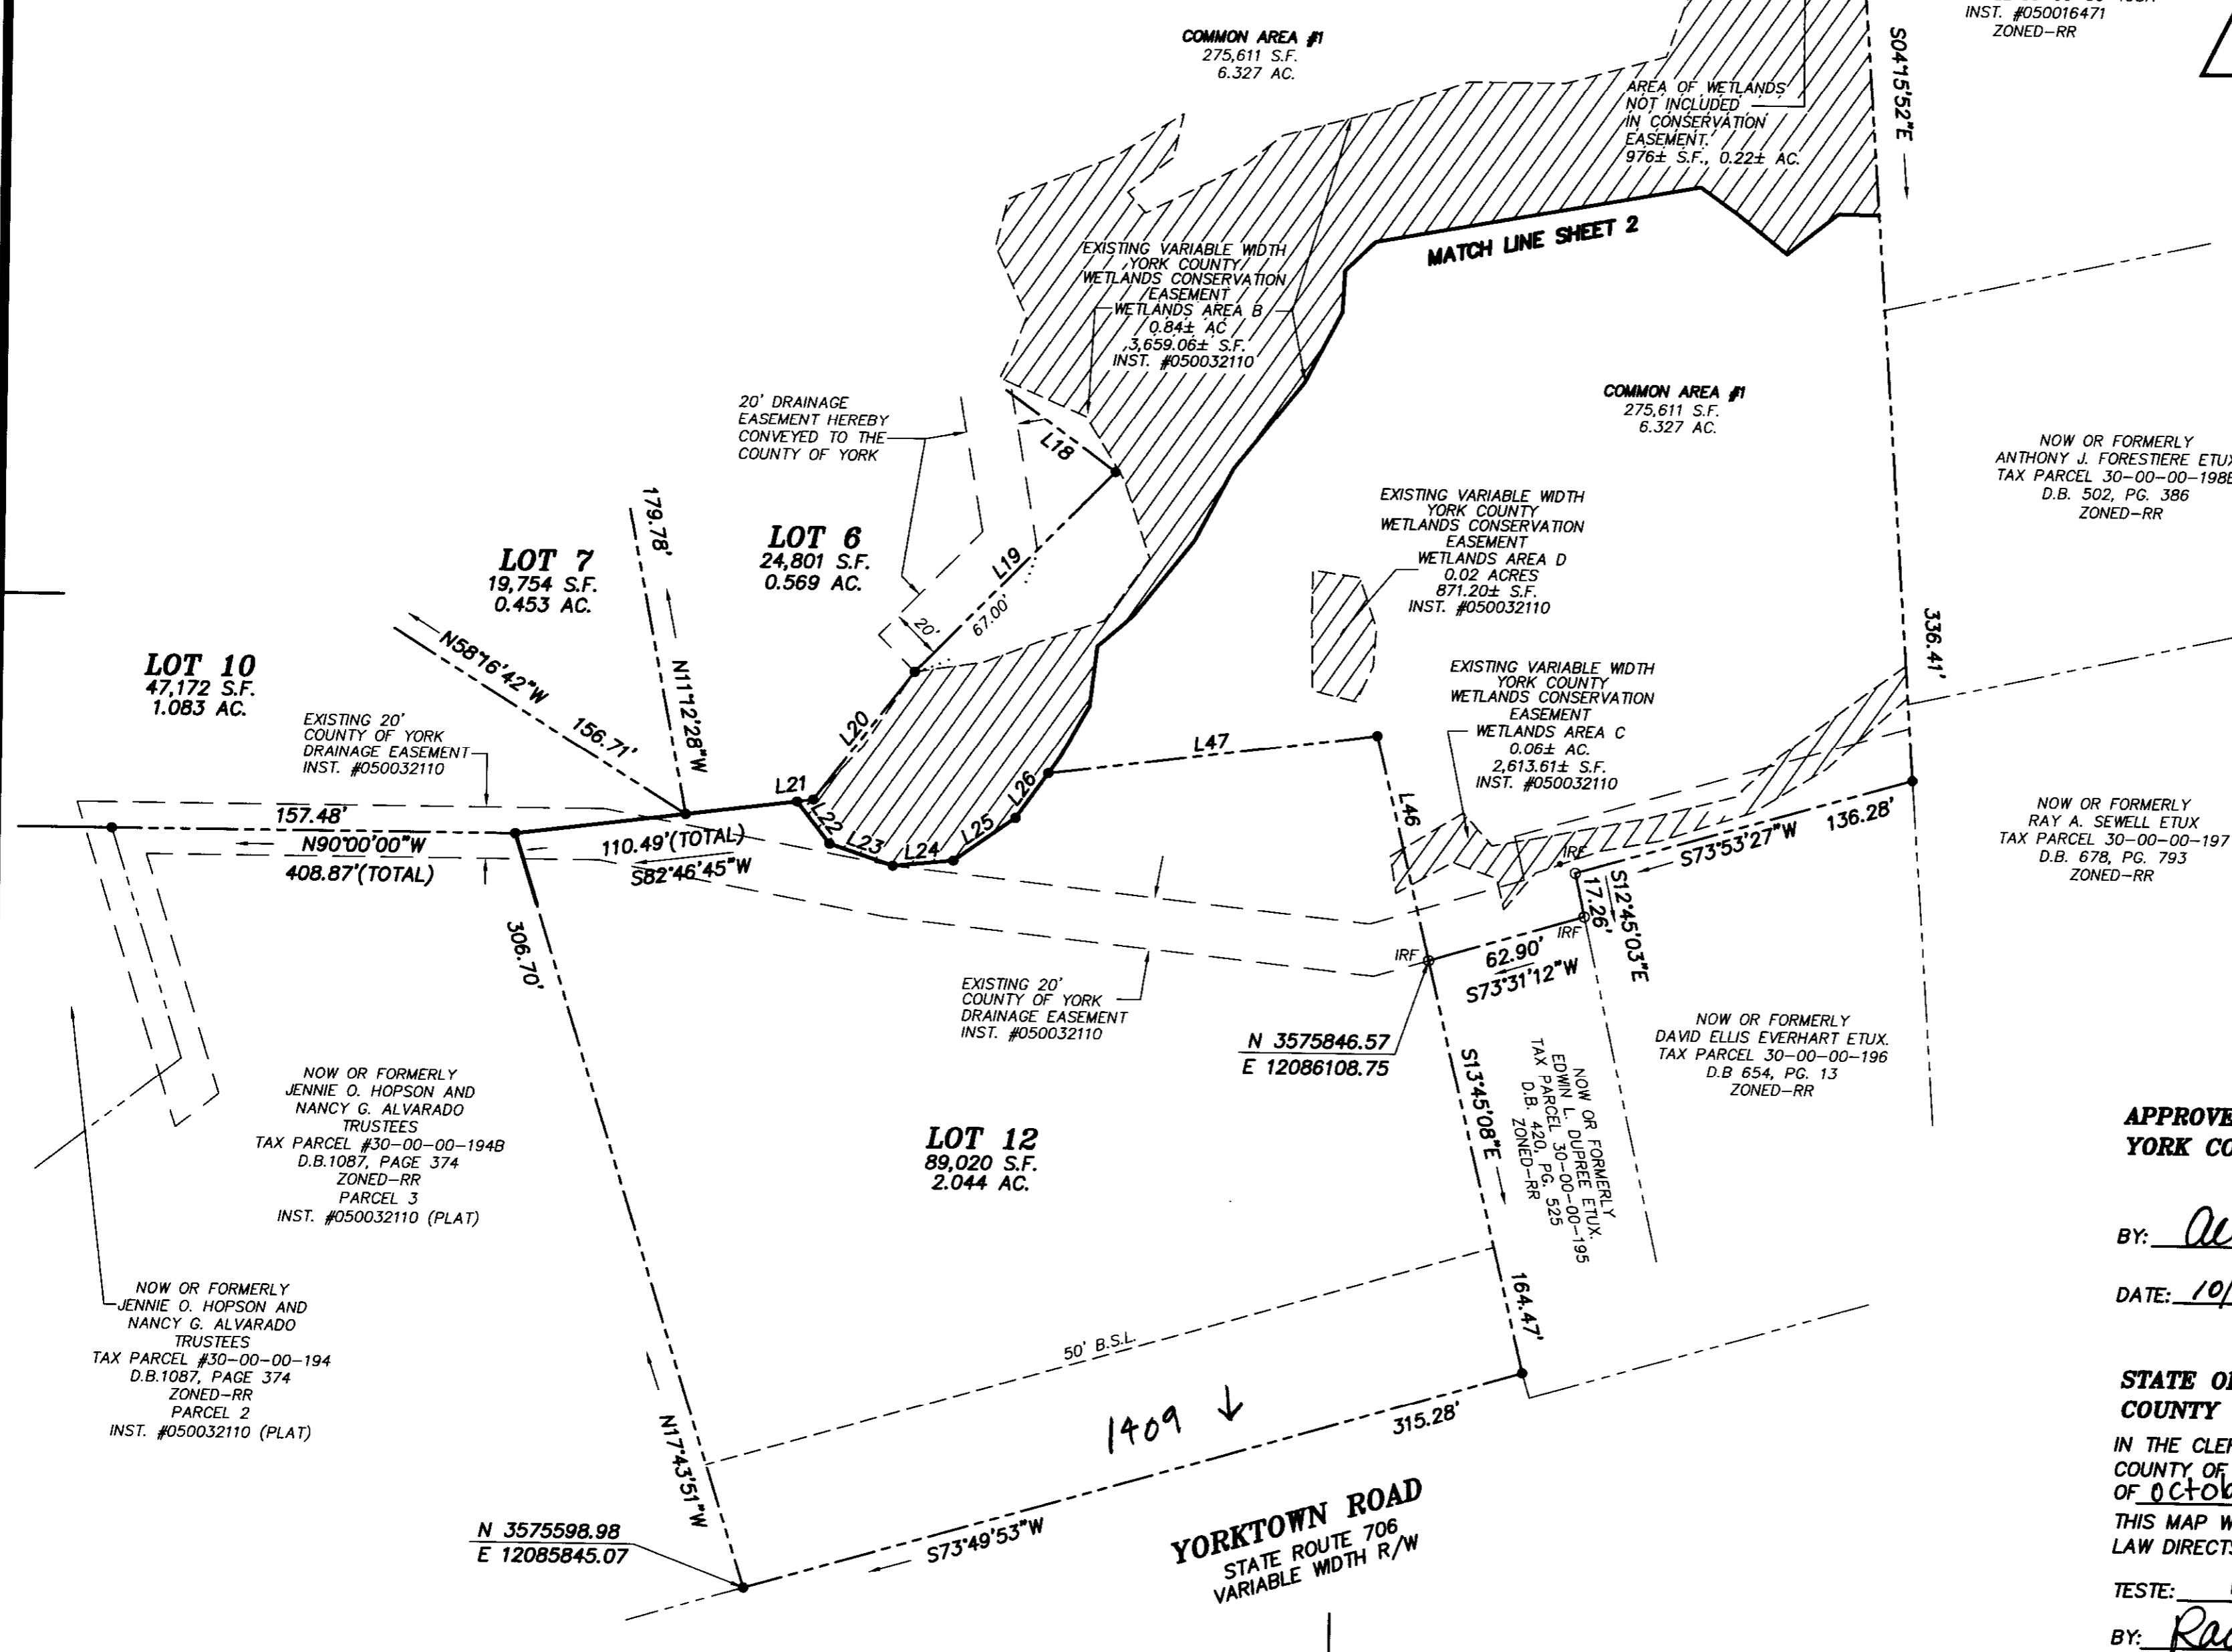 COMMON AREA #1
275,611 S.F.
6.327 AC.
INST. #050016471
ZONED-RR
S04°15'52"E
AREA OF WETLANDS
NOT INCLUDED
IN CONSERVATION
EASEMENT.
976± S.F., 0.22± AC.
MATCH LINE SHEET 2
EXISTING VARIABLE WIDTH
YORK COUNTY
WETLANDS CONSERVATION
EASEMENT
WETLANDS AREA B
0.84± AC
3,659.06± S.F.
INST. #050032110
20' DRAINAGE
EASEMENT HEREBY
CONVEYED TO THE
COUNTY OF YORK
L18
COMMON AREA #1
275,611 S.F.
6.327 AC.
NOW OR FORMERLY
ANTHONY J. FORESTIERE ETUX
TAX PARCEL 30-00-00-198B
D.B. 502, PG. 386
ZONED-RR
EXISTING VARIABLE WIDTH
YORK COUNTY
WETLANDS CONSERVATION
EASEMENT
WETLANDS AREA D
0.02 ACRES
871.20± S.F.
INST. #050032110
179.78'
LOT 7
19,754 S.F.
0.453 AC.
LOT 6
24,801 S.F.
0.569 AC.
L19
67.00'
20'
336.41'
LOT 10
47,172 S.F.
1.083 AC.
N58°16'42"W
156.71'
N11°12'28"W
EXISTING 20'
COUNTY OF YORK
DRAINAGE EASEMENT
INST. #050032110
L20
EXISTING VARIABLE WIDTH
YORK COUNTY
WETLANDS CONSERVATION
EASEMENT
WETLANDS AREA C
0.06± AC.
2,613.61± S.F.
INST. #050032110
L47
L21
L22
L23
L24
L25
L26
L46
157.48'
N90°00'00"W
408.87'(TOTAL)
110.49'(TOTAL)
S82°46'45"W
136.28'
S73°53'27"W
IRF
17.26'
S12°45'03"E
IRF
IRF
62.90'
S73°31'12"W
NOW OR FORMERLY
RAY A. SEWELL ETUX
TAX PARCEL 30-00-00-197
D.B. 678, PG. 793
ZONED-RR
306.70'
EXISTING 20'
COUNTY OF YORK
DRAINAGE EASEMENT
INST. #050032110
N 3575846.57
E 12086108.75
NOW OR FORMERLY
DAVID ELLIS EVERHART ETUX.
TAX PARCEL 30-00-00-196
D.B 654, PG. 13
ZONED-RR
S13°45'08"E
NOW OR FORMERLY
EDWIN L. DUPREE ETUX.
TAX PARCEL 30-00-00-195
D.B. 420, PG. 525
ZONED-RR
NOW OR FORMERLY
JENNIE O. HOPSON AND
NANCY G. ALVARADO
TRUSTEES
TAX PARCEL #30-00-00-194B
D.B.1087, PAGE 374
ZONED-RR
PARCEL 3
INST. #050032110 (PLAT)
LOT 12
89,020 S.F.
2.044 AC.
APPROVE
YORK CO
BY:
DATE: 10/
NOW OR FORMERLY
JENNIE O. HOPSON AND
NANCY G. ALVARADO
TRUSTEES
TAX PARCEL #30-00-00-194
D.B.1087, PAGE 374
ZONED-RR
PARCEL 2
INST. #050032110 (PLAT)
164.47'
50' B.S.L.
1409 ↓
315.28'
N17°43'51"W
N 3575598.98
E 12085845.07
S73°49'53"W
YORKTOWN ROAD
STATE ROUTE 706
VARIABLE WIDTH R/W
STATE O
COUNTY
IN THE CLE
COUNTY OF
OF Octob
THIS MAP W
LAW DIRECTS
TESTE:
BY: Ra